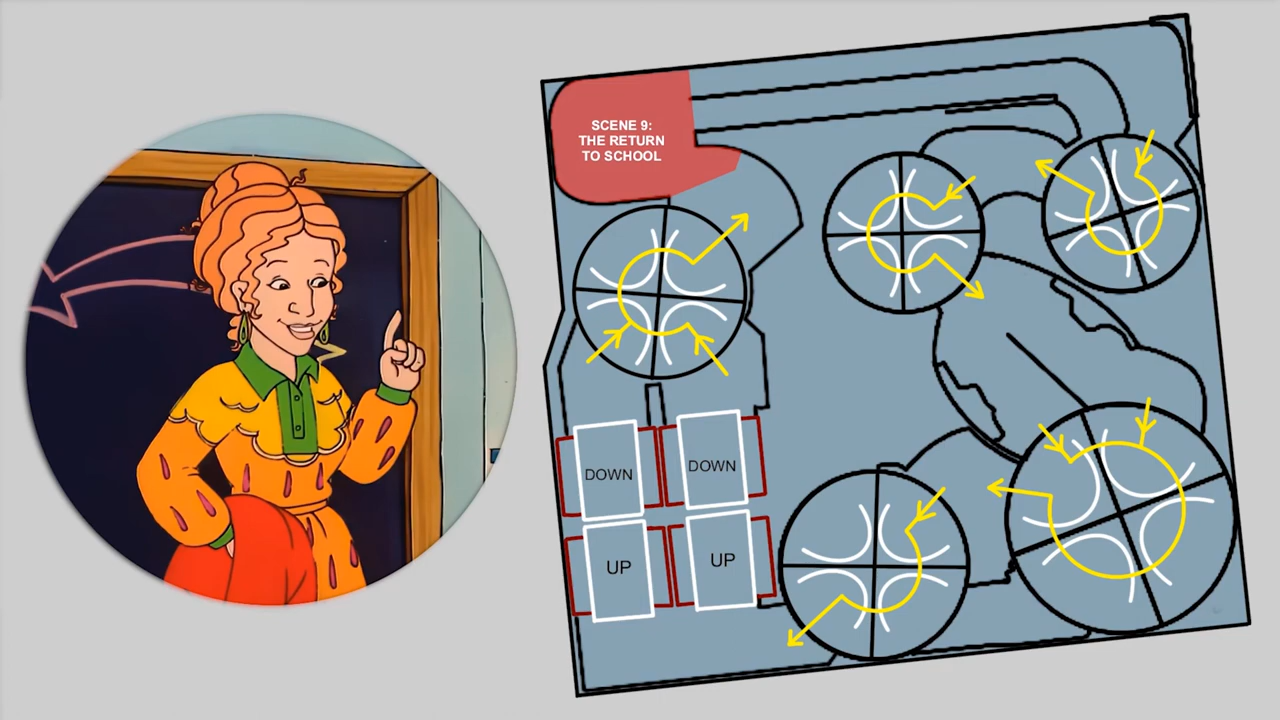 SCENE 9:
THE RETURN
TO SCHOOL
DOWN
DOWN
UP
UP